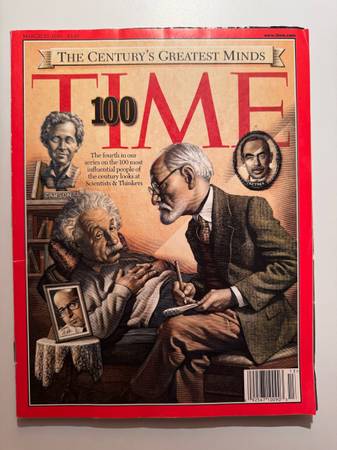 www.time.com
THE CENTURY'S GREATEST MINDS
TIME
100
The fourth in our
series on the 100 most
influential people of
the century looks at
Scientists & Thinkers
CARSON